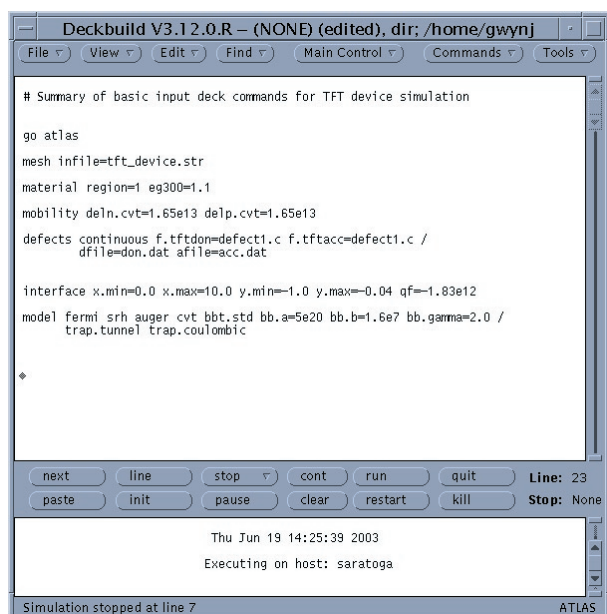 Deckbuild V3.12.0.R – (NONE) (edited), dir; /home/gwynj
File View Edit Find Main Control Commands Tools
# Summary of basic input deck commands for TFT device simulation
go atlas
mesh infile=tft_device.str
material region=1 eg300=1.1
mobility deln.cvt=1.65e13 delp.cvt=1.65e13
defects continuous f.tftdon=defect1.c f.tftacc=defect1.c /
dfile=don.dat afile=acc.dat
interface x.min=0.0 x.max=10.0 y.min=-1.0 y.max=-0.04 qf=-1.83e12
model fermi srh auger cvt bbt.std bb.a=5e20 bb.b=1.6e7 bb.gamma=2.0 /
trap.tunnel trap.coulombic
next line stop cont run quit Line: 23
paste init pause clear restart kill Stop: None
Thu Jun 19 14:25:39 2003
Executing on host: saratoga
Simulation stopped at line 7 ATLAS